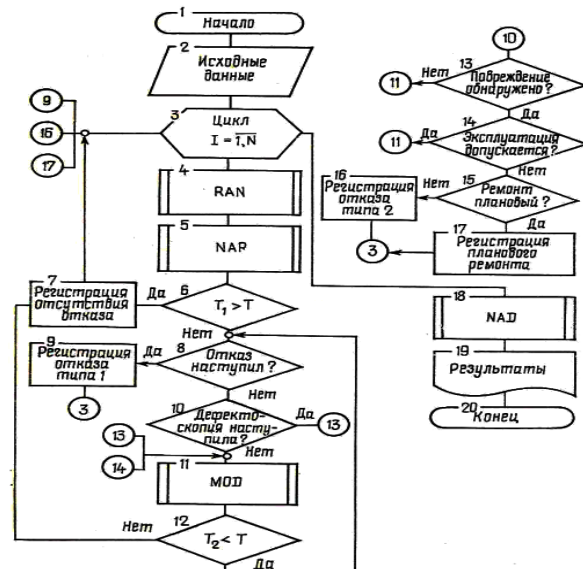 1
Начало
2
Исходные
данные
3
Цикл
I = 1,N
9
16
17
4
RAN
5
NAP
6
T₁ > T
Да
Нет
7
Регистрация
отсутствия
отказа
8
Отказ
наступил?
Да
Нет
9
Регистрация
отказа
типа 1
3
10
Дефекто-
скопия насту-
пила?
Да
13
Нет
13
14
11
MOD
12
T₂ < T
Нет
Да
10
13
Повреждение
обнаружено?
Нет
11
Да
14
Эксплуатация
допускается?
Да
11
Нет
15
Ремонт
плановый?
Нет
Да
16
Регистрация
отказа
типа 2
3
17
Регистрация
планового
ремонта
18
NAD
19
Результаты
20
Конец